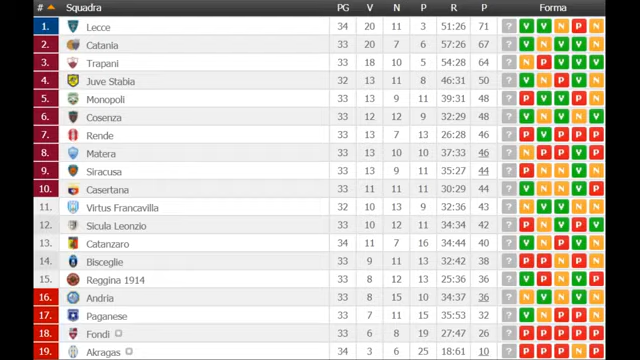 # Squadra PG V N P R P Forma
1. Lecce 34 20 11 3 51:26 71 ? V V N P N
2. Catania 33 20 7 6 57:26 67 ? V N V P N
3. Trapani 33 18 10 5 54:28 64 ? N P V V V
4. Juve Stabia 32 13 11 8 46:31 50 ? V N P N
5. Monopoli 33 13 9 11 39:31 48 ? P V V P N
6. Cosenza 33 12 12 9 32:29 48 ? V N V N V
7. Rende 33 13 7 13 26:28 46 ? P V P P P
8. Matera 33 13 10 10 37:33 46 ? N P P V P
9. Siracusa 33 13 9 11 35:27 44 ? P N N V N
10. Casertana 33 11 11 11 30:29 44 ? V N N V P
11. Virtus Francavilla 32 10 13 9 32:36 43 ? N V V N N
12. Sicula Leonzio 33 10 12 11 34:34 42 ? V N V P V
13. Catanzaro 34 11 7 16 34:44 40 ? N V P N N
14. Bisceglie 33 9 11 13 29:38 38 ? P P N P N
15. Reggina 1914 33 8 12 13 25:36 36 ? V P N V P
16. Andria 33 8 15 10 34:37 36 ? N V N V N
17. Paganese 33 7 11 15 33:51 32 ? V N N P P
18. Fondi 33 6 8 19 27:47 26 ? P P P P P
19. Akragas 34 3 6 25 18:61 10 ? P P P N P